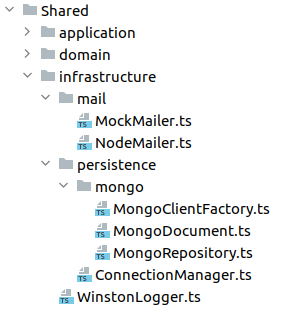 Shared
application
domain
infrastructure
mail
TS MockMailer.ts
TS NodeMailer.ts
persistence
mongo
TS MongoClientFactory.ts
TS MongoDocument.ts
TS MongoRepository.ts
TS ConnectionManager.ts
TS WinstonLogger.ts